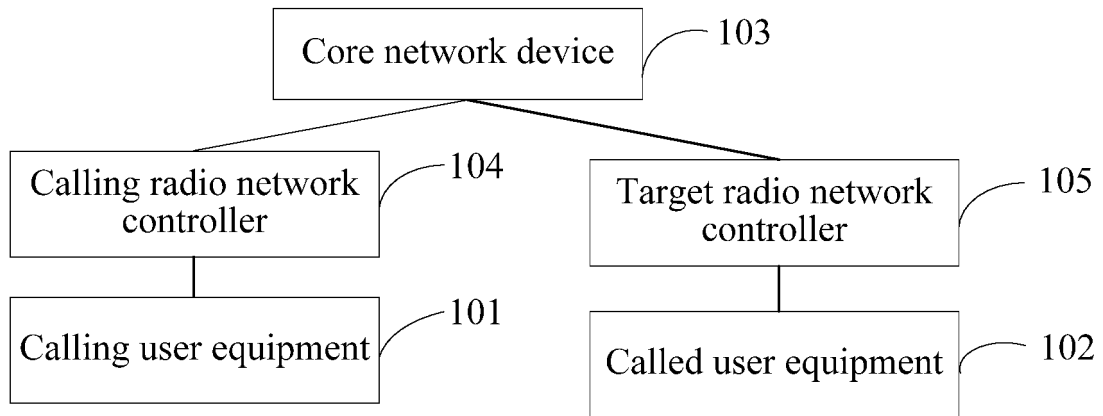 Core network device
103
Calling radio network
controller
104
Target radio network
controller
105
Calling user equipment
101
Called user equipment
102